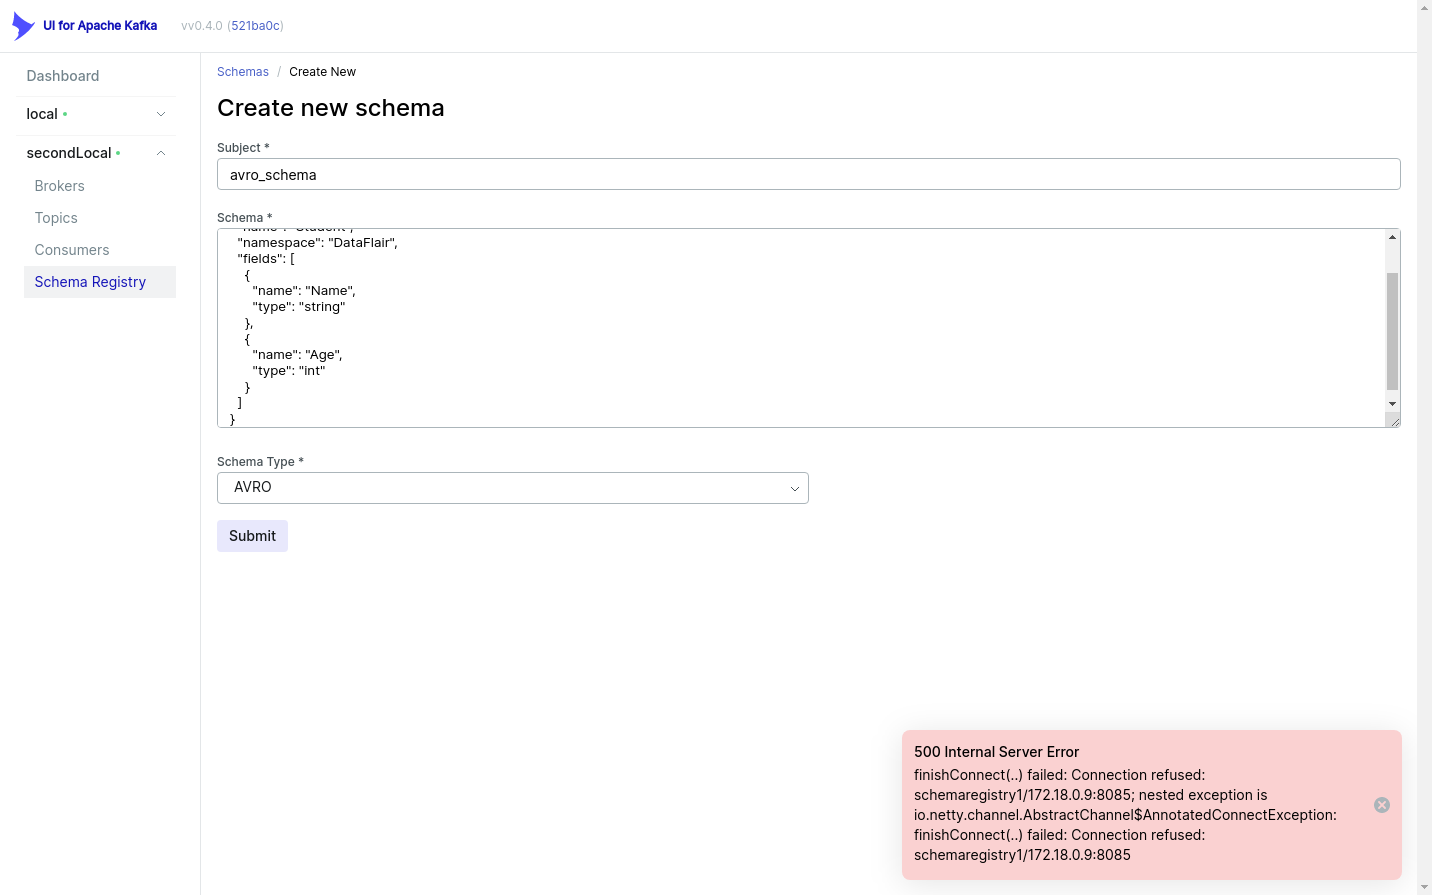 UI for Apache Kafka
vv0.4.0 (521ba0c)
Dashboard
local
secondLocal
Brokers
Topics
Consumers
Schema Registry
Schemas / Create New
Create new schema
Subject *
avro_schema
Schema *
"name": "Student",
"namespace": "DataFlair",
"fields": [
{
"name": "Name",
"type": "string"
},
{
"name": "Age",
"type": "int"
}
]
}
Schema Type *
AVRO
Submit
500 Internal Server Error
finishConnect(..) failed: Connection refused:
schemaregistry1/172.18.0.9:8085; nested exception is
io.netty.channel.AbstractChannel$AnnotatedConnectException:
finishConnect(..) failed: Connection refused:
schemaregistry1/172.18.0.9:8085